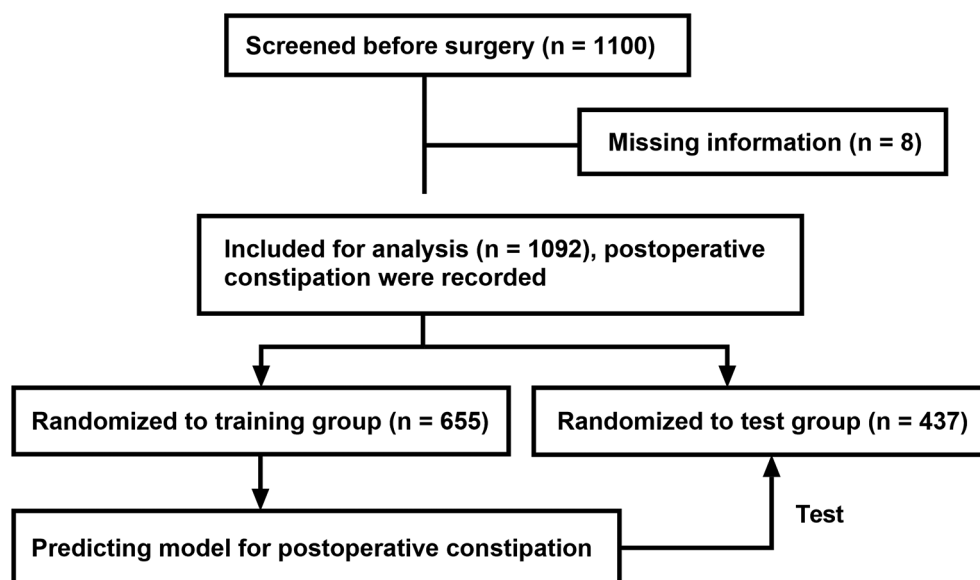 Screened before surgery (n = 1100)
Missing information (n = 8)
Included for analysis (n = 1092), postoperative
constipation were recorded
Randomized to training group (n = 655)
Randomized to test group (n = 437)
Test
Predicting model for postoperative constipation